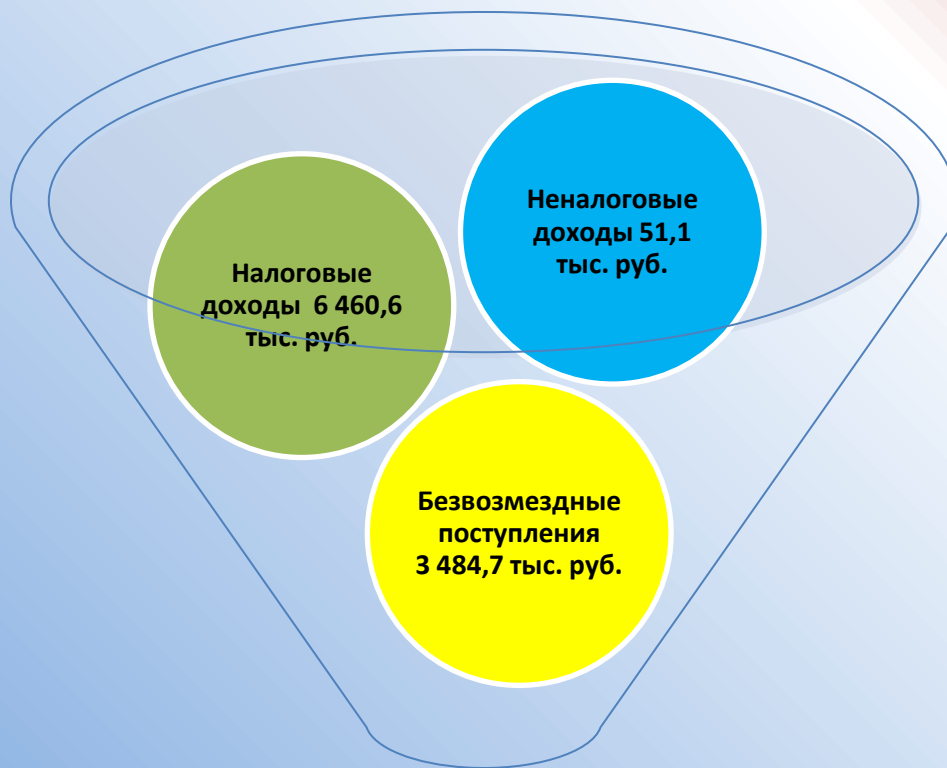 Неналоговые
доходы 51,1
тыс. руб.
Налоговые
доходы 6 460,6
тыс. руб.
Безвозмездные
поступления
3 484,7 тыс. руб.